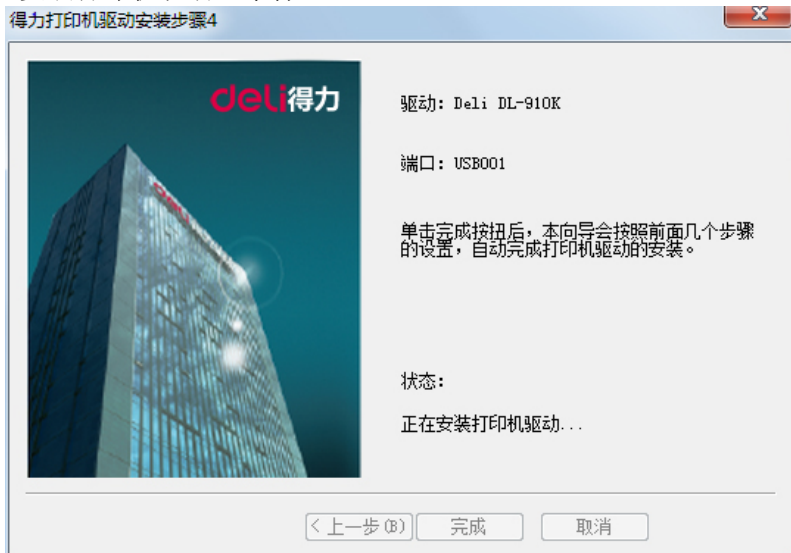 得力打印机驱动安装步骤4
deli得力
驱动: Deli DL-910K
端口: USB001
单击完成按扭后，本向导会按照前面几个步骤
的设置，自动完成打印机驱动的安装。
状态:
正在安装打印机驱动...
<上一步(B)
完成
取消